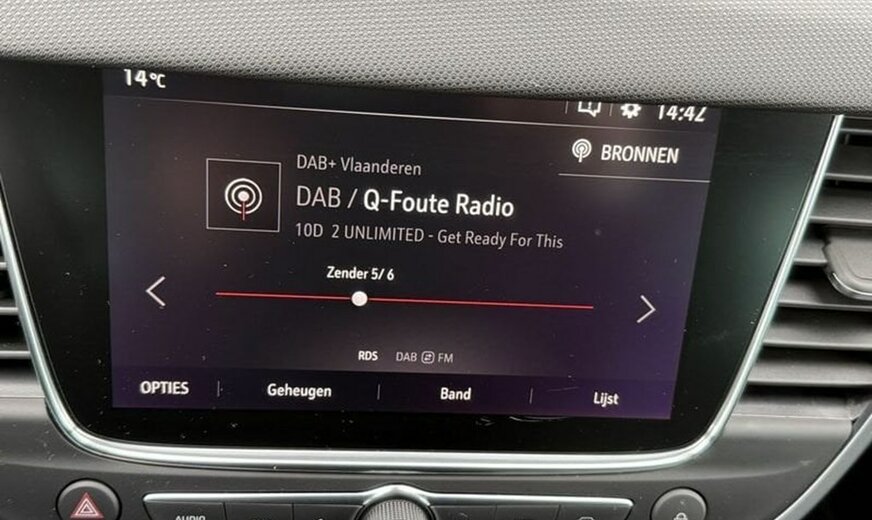 14°C
14:42
BRONNEN
DAB+ Vlaanderen
DAB / Q-Foute Radio
10D 2 UNLIMITED - Get Ready For This
Zender 5/6
RDS DAB FM
OPTIES Geheugen Band Lijst
AUDIO